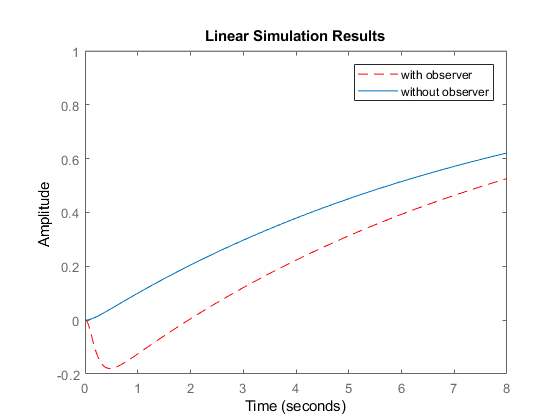 Linear Simulation Results
with observer
without observer
Amplitude
1
0.8
0.6
0.4
0.2
0
-0.2
0 1 2 3 4 5 6 7 8
Time (seconds)